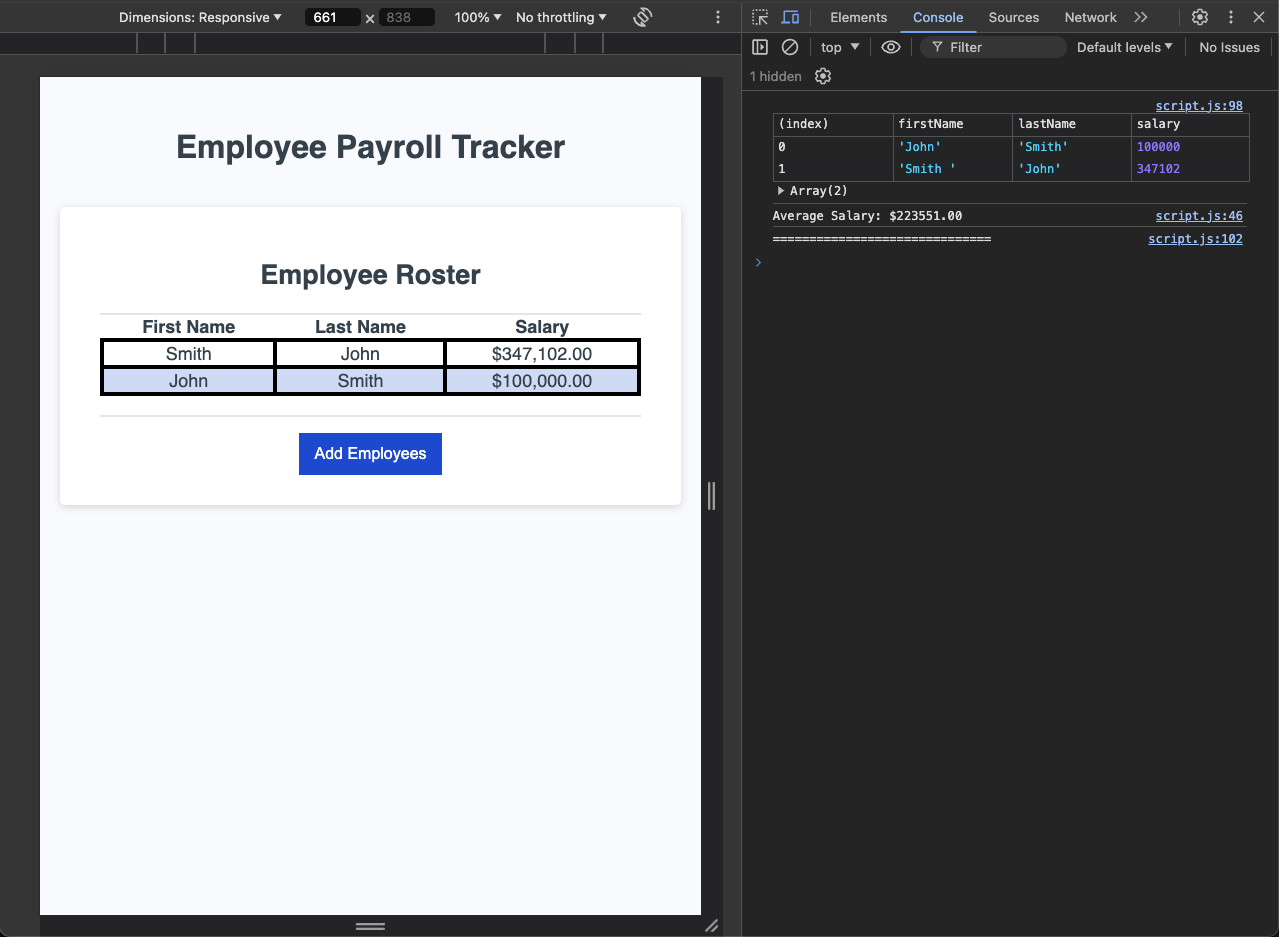 Dimensions: Responsive ▼ 661 × 838 100% ▼ No throttling ▼
Elements Console Sources Network
top ▼ Filter Default levels ▼ No Issues
1 hidden
Employee Payroll Tracker
Employee Roster
First Name Last Name Salary
Smith John $347,102.00
John Smith $100,000.00
Add Employees
script.js:98
(index) firstName lastName salary
0 'John' 'Smith' 100000
1 'Smith ' 'John' 347102
▶ Array(2)
Average Salary: $223551.00 script.js:46
============================== script.js:102
>